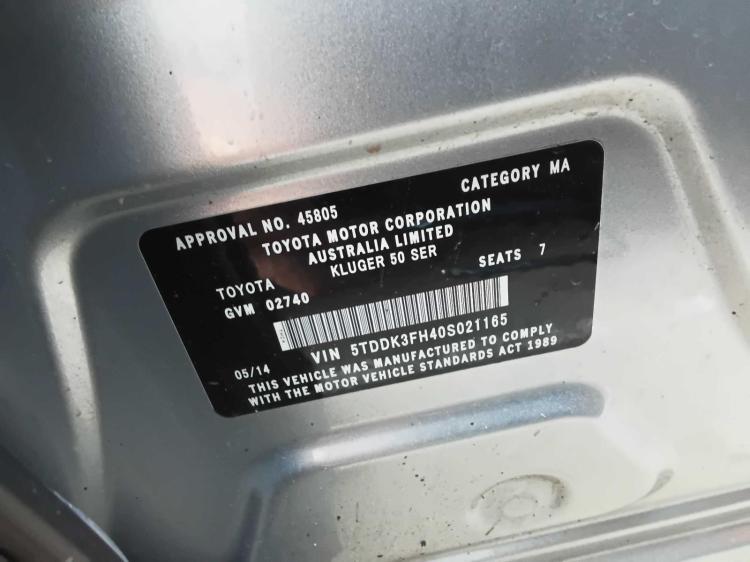 APPROVAL NO. 45805 CATEGORY MA
TOYOTA MOTOR CORPORATION
AUSTRALIA LIMITED
TOYOTA KLUGER 50 SER
GVM 02740 SEATS 7
VIN 5TDDK3FH40S021165
05/14
THIS VEHICLE WAS MANUFACTURED TO COMPLY
WITH THE MOTOR VEHICLE STANDARDS ACT 1989